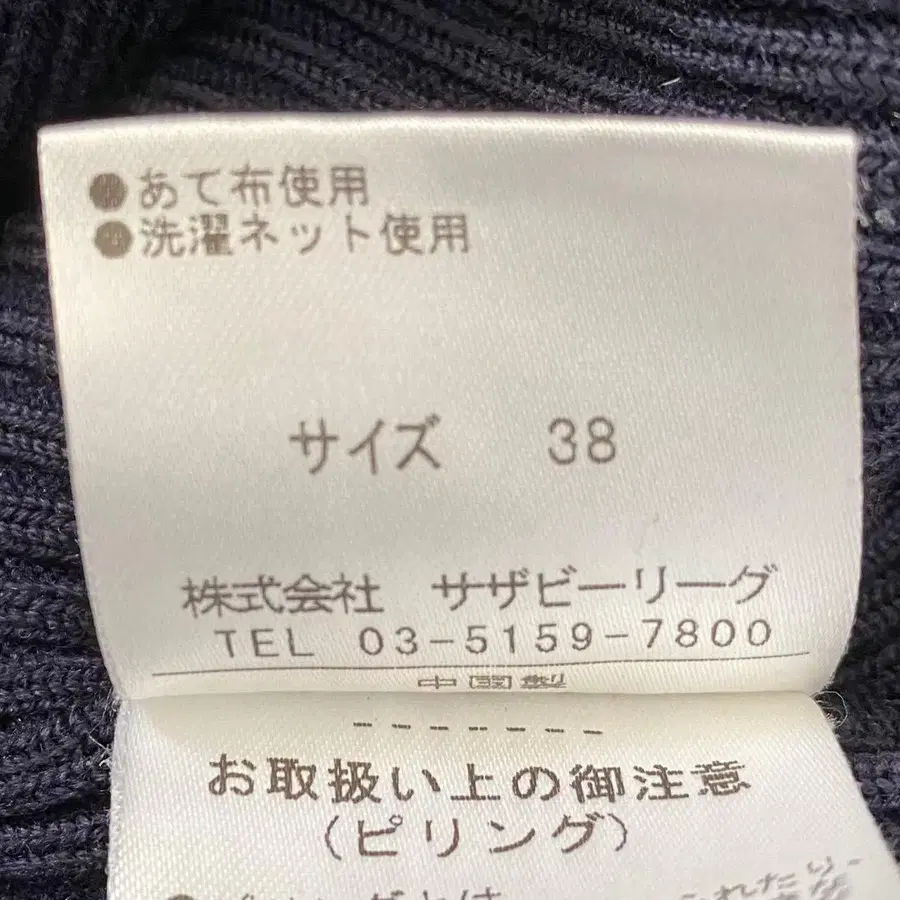 ●あて布使用
●洗濯ネット使用
サイズ 38
株式会社 サザビーリーグ
TEL 03-5159-7800
中国製
お取扱い上の御注意
(ピリング)